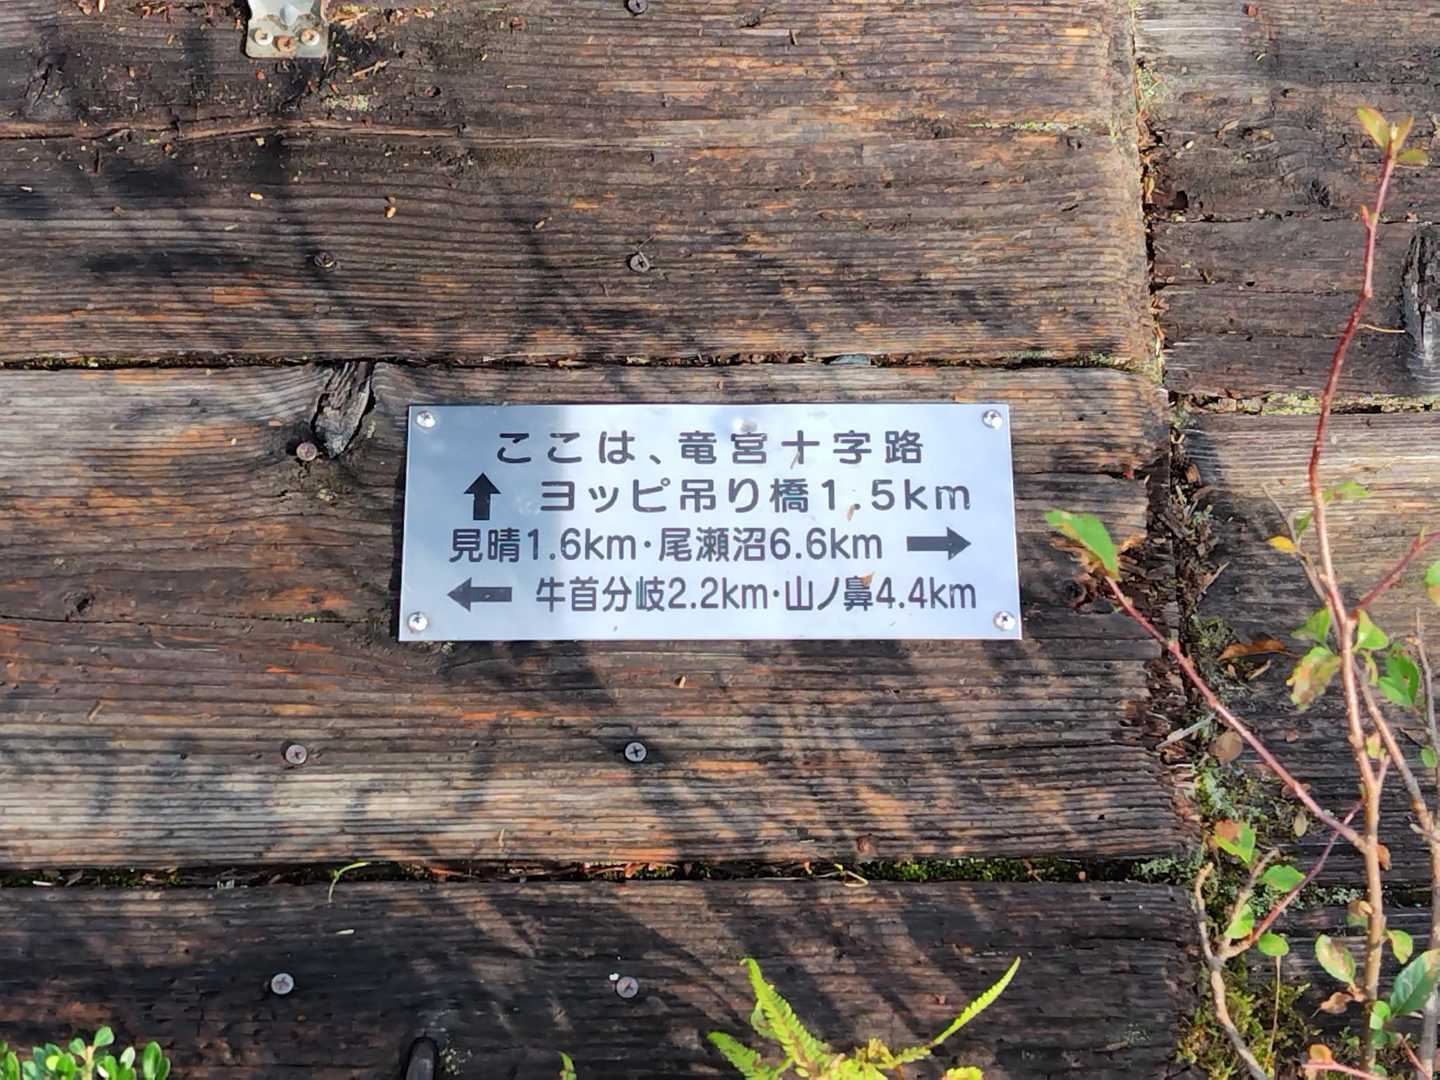 ここは、竜宮十字路
↑ ヨッピ吊り橋1.5km
見晴1.6km・尾瀬沼6.6km →
← 牛首分岐2.2km・山ノ鼻4.4km